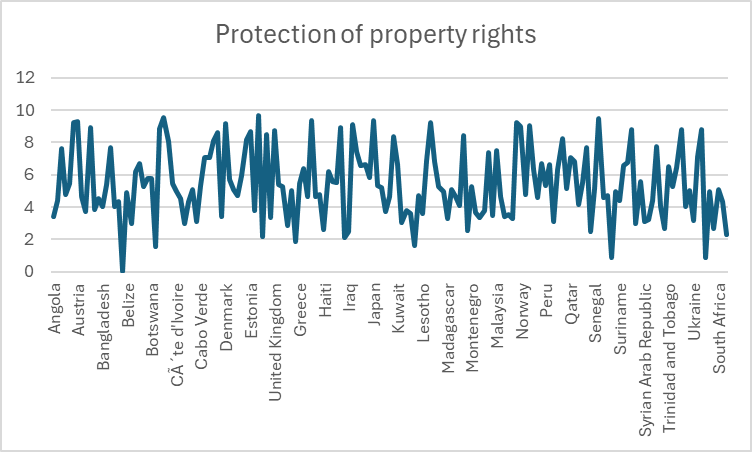 Protection of property rights
12
10
8
6
4
2
0
Angola
Austria
Bangladesh
Belize
Botswana
CÃ´te d'Ivoire
Cabo Verde
Denmark
Estonia
United Kingdom
Greece
Haiti
Iraq
Japan
Kuwait
Lesotho
Madagascar
Montenegro
Malaysia
Norway
Peru
Qatar
Senegal
Suriname
Syrian Arab Republic
Trinidad and Tobago
Ukraine
South Africa